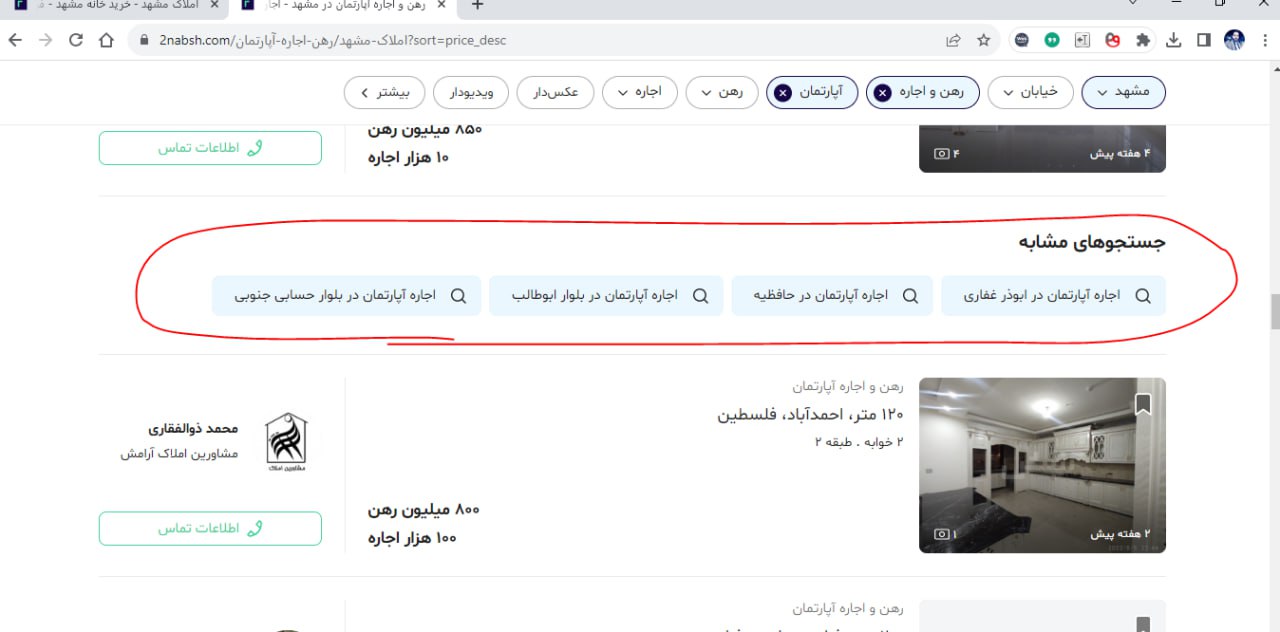 املاک مشهد - خرید خانه مشهد -
رهن و اجاره آپارتمان در مشهد - اجا
2nabsh.com/املاک-مشهد/رهن-اجاره-آپارتمان?sort=price_desc
مشهد
خیابان
رهن و اجاره
آپارتمان
رهن
اجاره
عکس‌دار
ویدیودار
بیشتر
۴ هفته پیش
۴
۸۵۰ میلیون رهن
۱۰ هزار اجاره
اطلاعات تماس
جستجوهای مشابه
اجاره آپارتمان در ابوذر غفاری
اجاره آپارتمان در حافظیه
اجاره آپارتمان در بلوار ابوطالب
اجاره آپارتمان در بلوار حسابی جنوبی
رهن و اجاره آپارتمان
۱۲۰ متر، احمدآباد، فلسطین
۲ خوابه . طبقه ۲
۲ هفته پیش
۱
۸۰۰ میلیون رهن
۱۰۰ هزار اجاره
محمد ذوالفقاری
مشاورین املاک آرامش
مشاورین املاک
اطلاعات تماس
رهن و اجاره آپارتمان